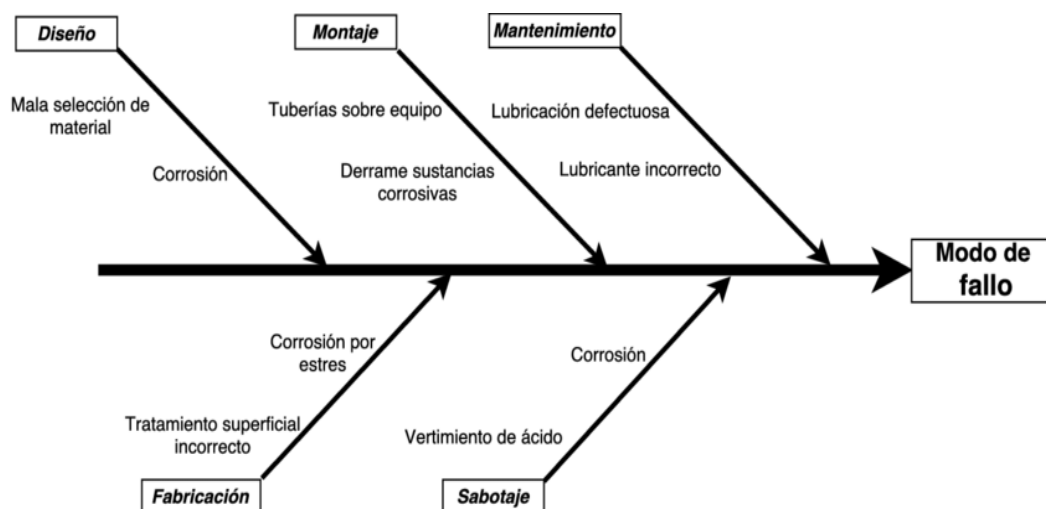 Diseño
Montaje
Mantenimiento
Mala selección de
material
Tuberías sobre equipo
Lubricación defectuosa
Corrosión
Derrame sustancias
corrosivas
Lubricante incorrecto
Modo de
fallo
Corrosión por
estres
Corrosión
Tratamiento superficial
incorrecto
Vertimiento de ácido
Fabricación
Sabotaje